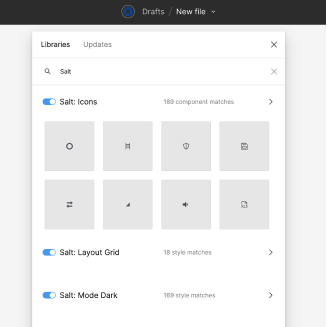 Drafts / New file
Libraries Updates
Salt
Salt: Icons 189 component matches
Salt: Layout Grid 18 style matches
Salt: Mode Dark 169 style matches